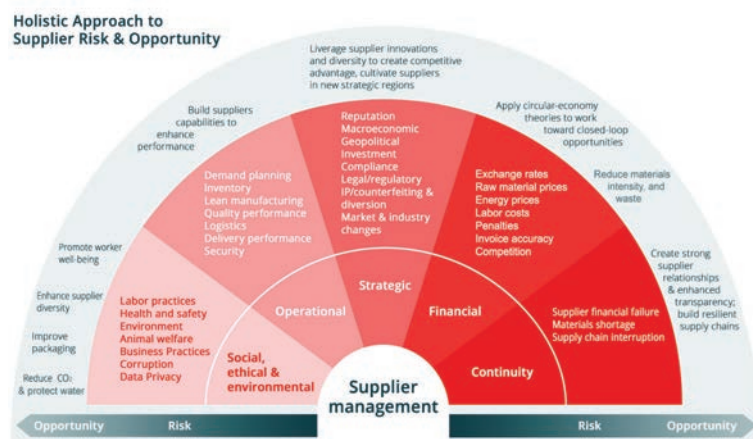 Holistic Approach to
Supplier Risk & Opportunity
Liverage supplier innovations
and diversity to create competitive
advantage, cultivate suppliers
in new strategic regions
Build suppliers
capabilities to
enhance
performance
Apply circular-economy
theories to work
toward closed-loop
opportunities
Reduce materials
intensity, and
waste
Create strong
supplier
relationships
& enhanced
transparency;
build resilient
supply chains
Promote worker
well-being
Enhance supplier
diversity
Improve
packaging
Reduce CO₂
& protect water
Labor practices
Health and safety
Environment
Animal welfare
Business Practices
Corruption
Data Privacy
Demand planning
Inventory
Lean manufacturing
Quality performance
Logistics
Delivery performance
Security
Reputation
Macroeconomic
Geopolitical
Investment
Compliance
Legal/regulatory
IP/counterfeiting &
diversion
Market & industry
changes
Exchange rates
Raw material prices
Energy prices
Labor costs
Penalties
Invoice accuracy
Competition
Supplier financial failure
Materials shortage
Supply chain interruption
Social,
ethical &
environmental
Operational
Strategic
Financial
Continuity
Supplier
management
Opportunity
Risk
Risk
Opportunity